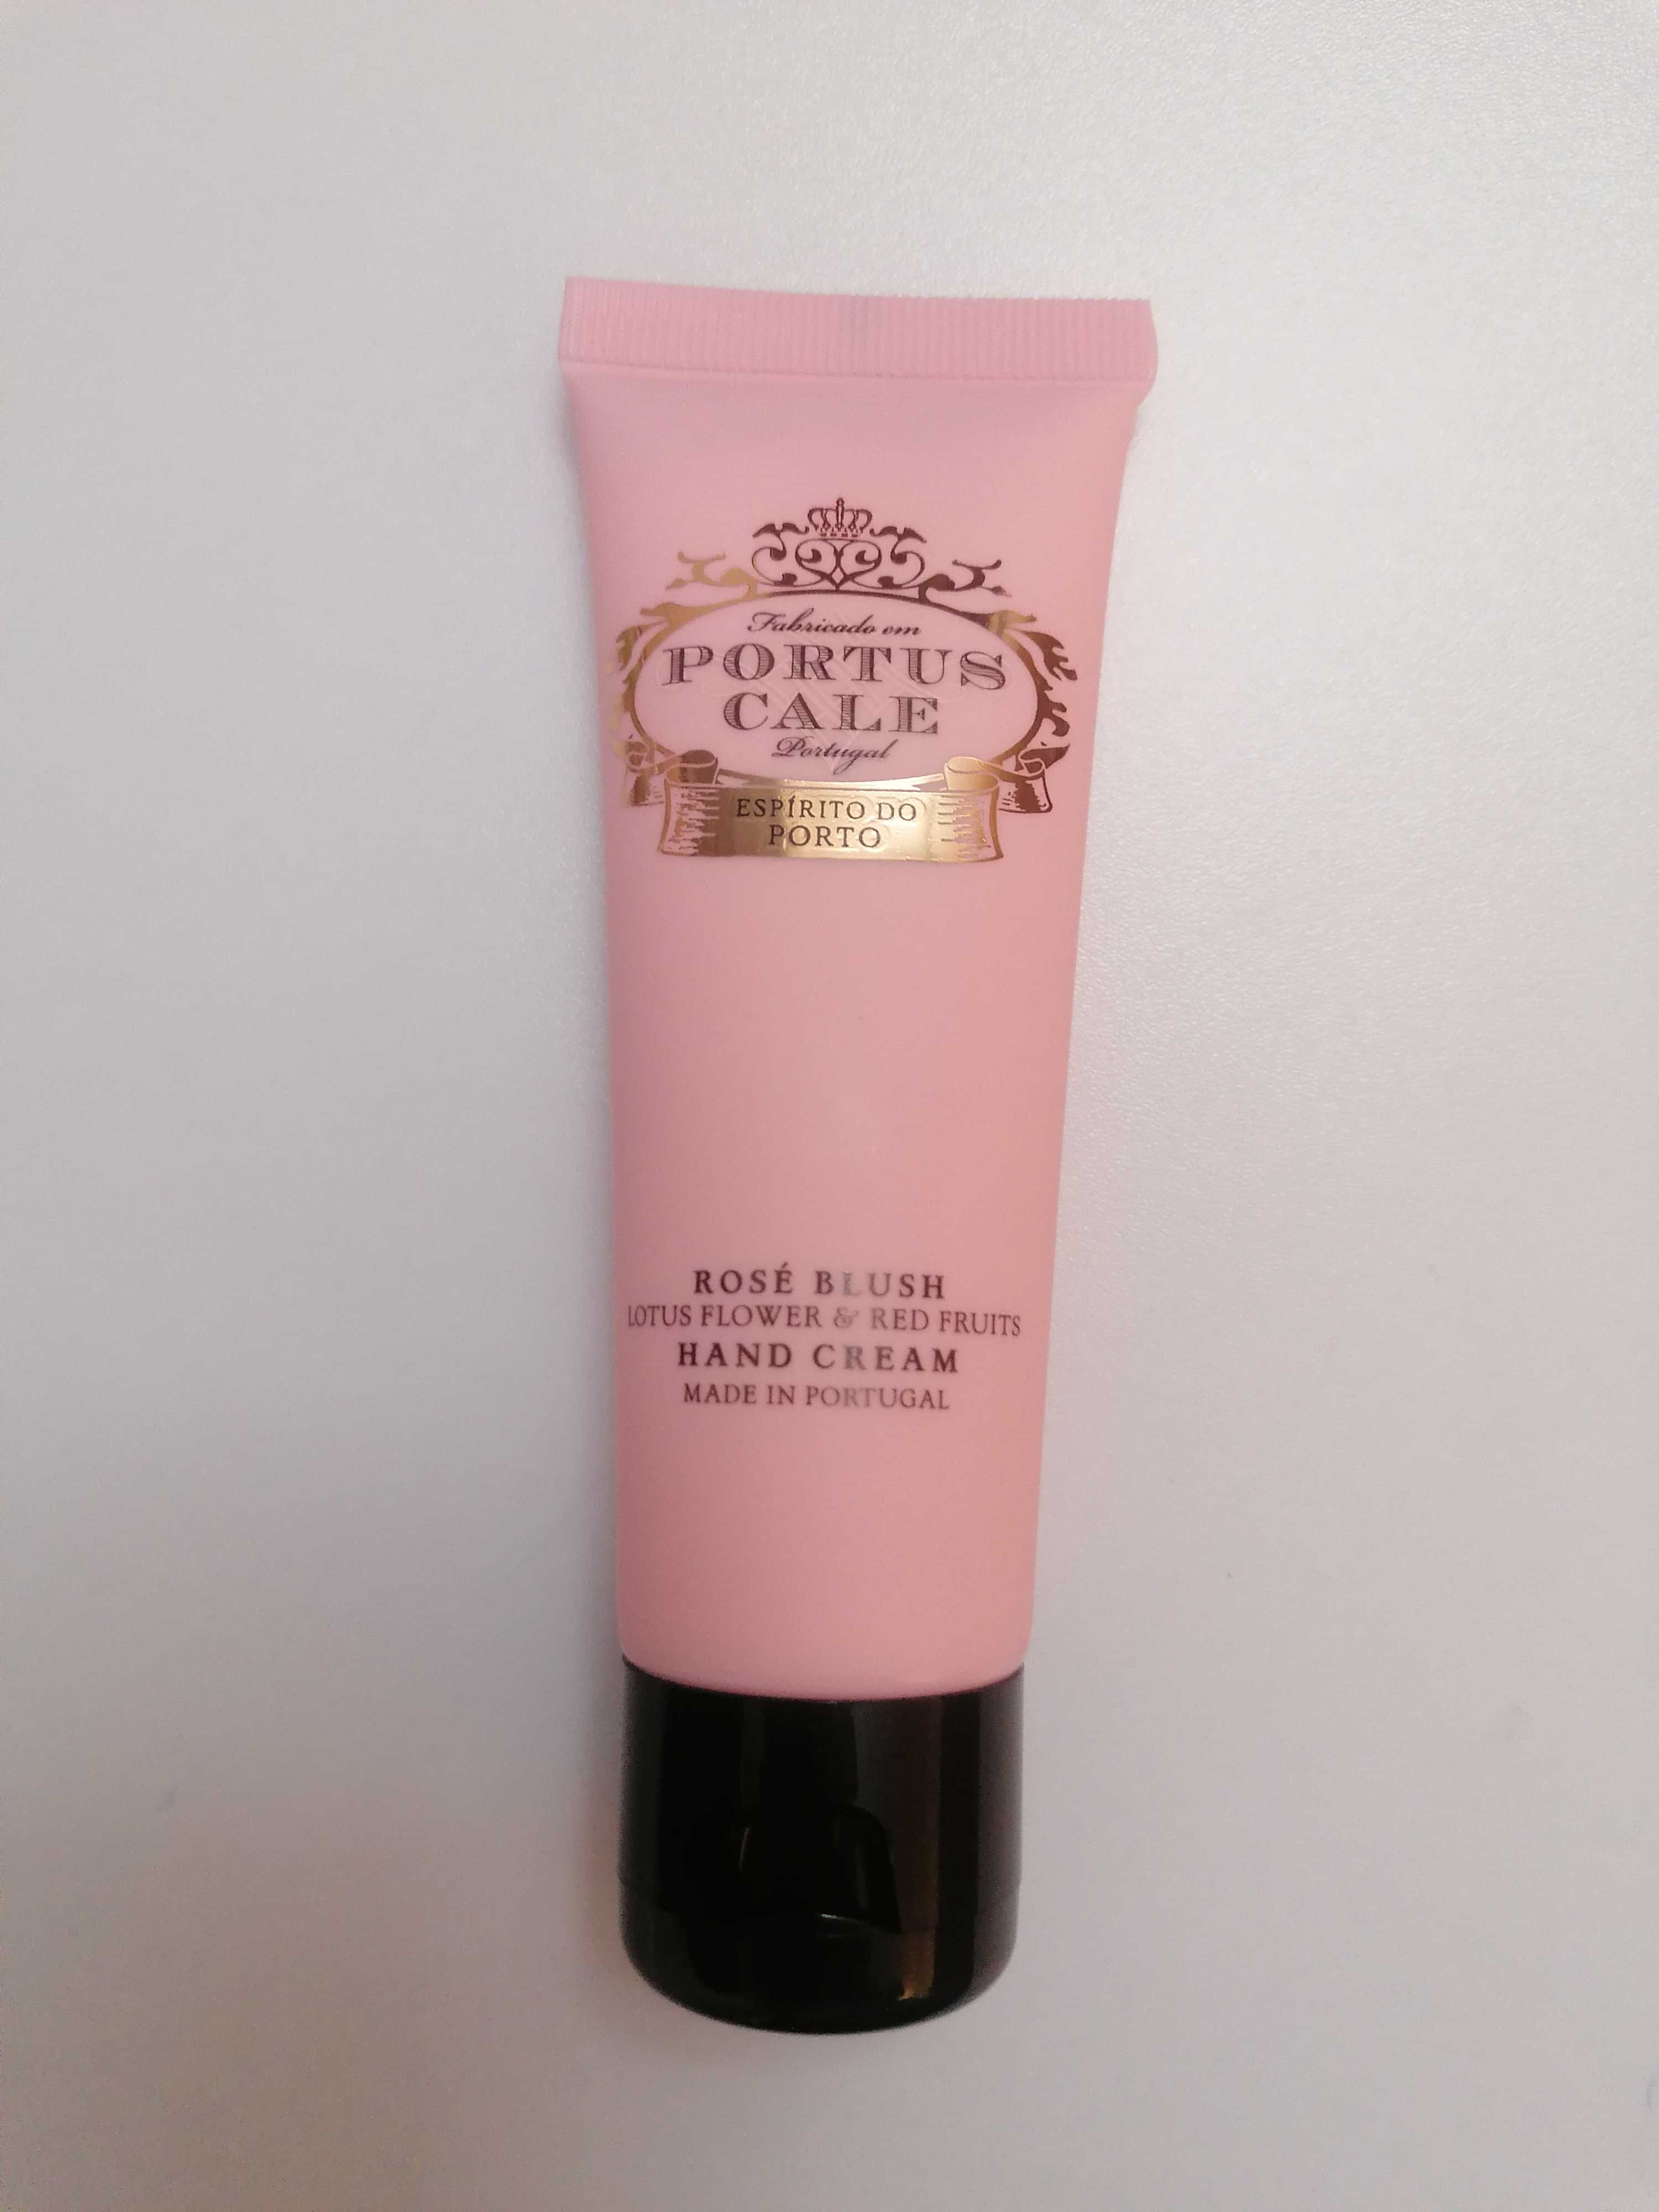 Fabricado em
PORTUS
CALE
Portugal
ESPÍRITO DO
PORTO
ROSÉ BLUSH
LOTUS FLOWER & RED FRUITS
HAND CREAM
MADE IN PORTUGAL